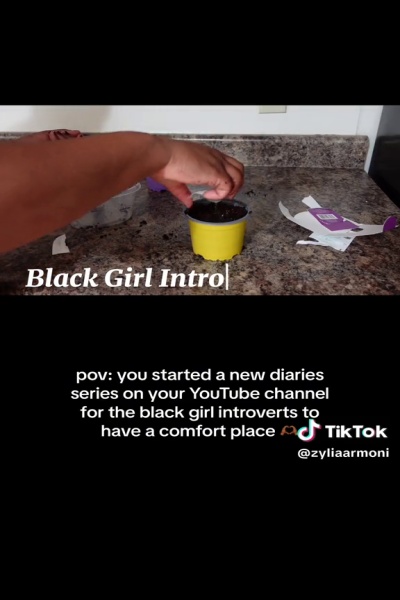 Black Girl Intro
pov: you started a new diaries
series on your YouTube channel
for the black girl introverts to
have a comfort place
TikTok
@zyliaarmoni